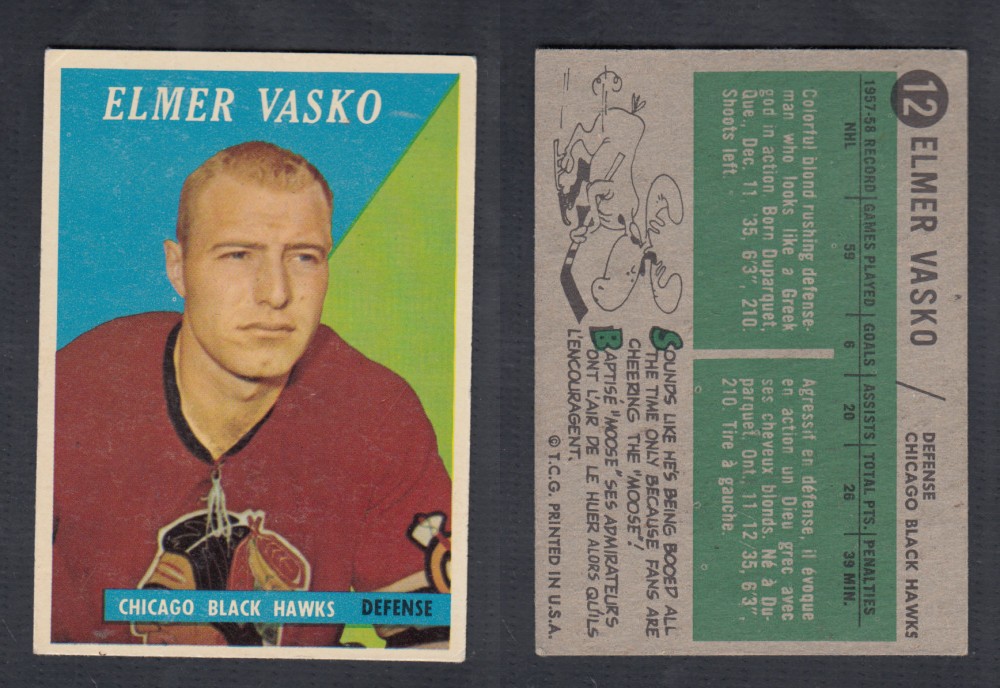 ELMER VASKO
CHICAGO BLACK HAWKS DEFENSE
12 ELMER VASKO / DEFENSE
CHICAGO BLACK HAWKS
1957-58 RECORD GAMES PLAYED GOALS ASSISTS TOTAL PTS. PENALTIES
NHL 59 6 20 26 39 MIN.
Colorful blond rushing defense-
man who looks like a Greek
god in action Born Duparquet,
Que., Dec. 11 '35, 6'3", 210.
Shoots left.
Agressif en défense, il évoque
en action un Dieu grec avec
ses cheveux blonds. Né à Du-
parquet, Ont., 11 12 35, 6'3",
210. Tire à gauche.
SOUNDS LIKE HE'S BEING BOOED ALL
THE TIME ONLY BECAUSE FANS ARE
CHEERING THE "MOOSE"!
BAPTISÉ "MOOSE" SES ADMIRATEURS
ONT L'AIR DE LE HUER ALORS QU'ILS
L'ENCOURAGENT.
© T.C.G. PRINTED IN U.S.A.